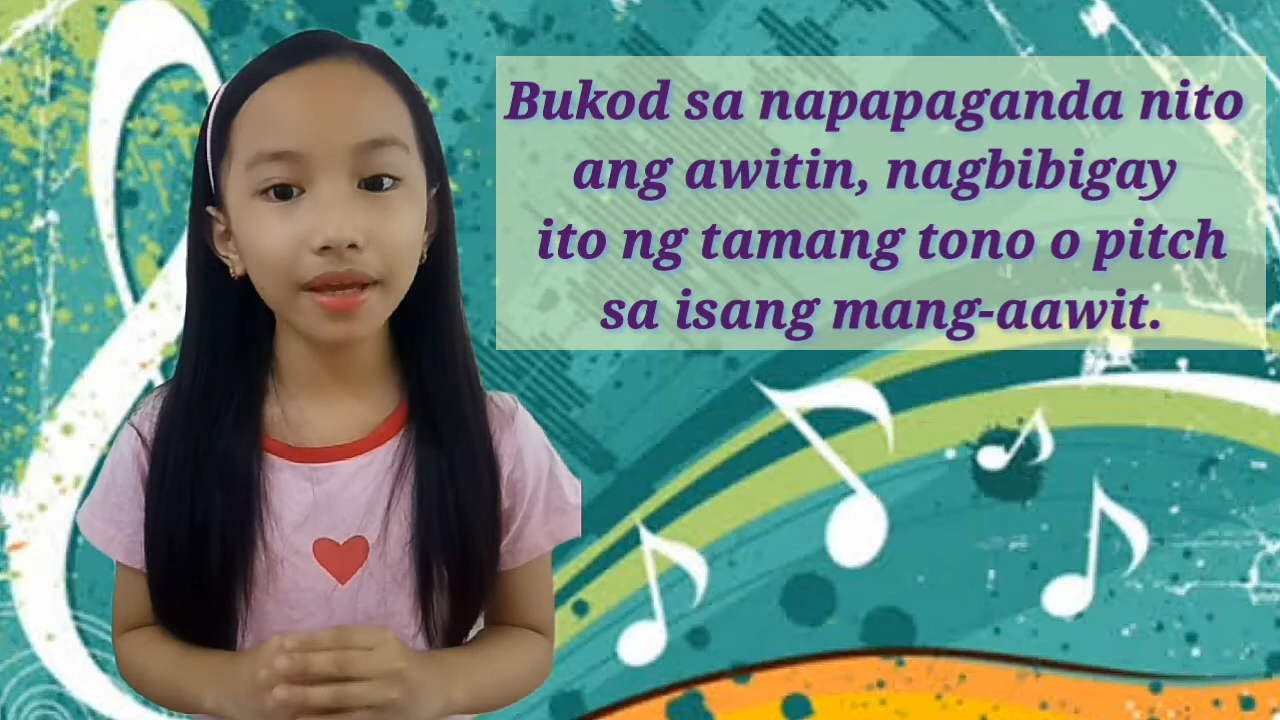 Bukod sa napapaganda nito
ang awitin, nagbibigay
ito ng tamang tono o pitch
sa isang mang-aawit.